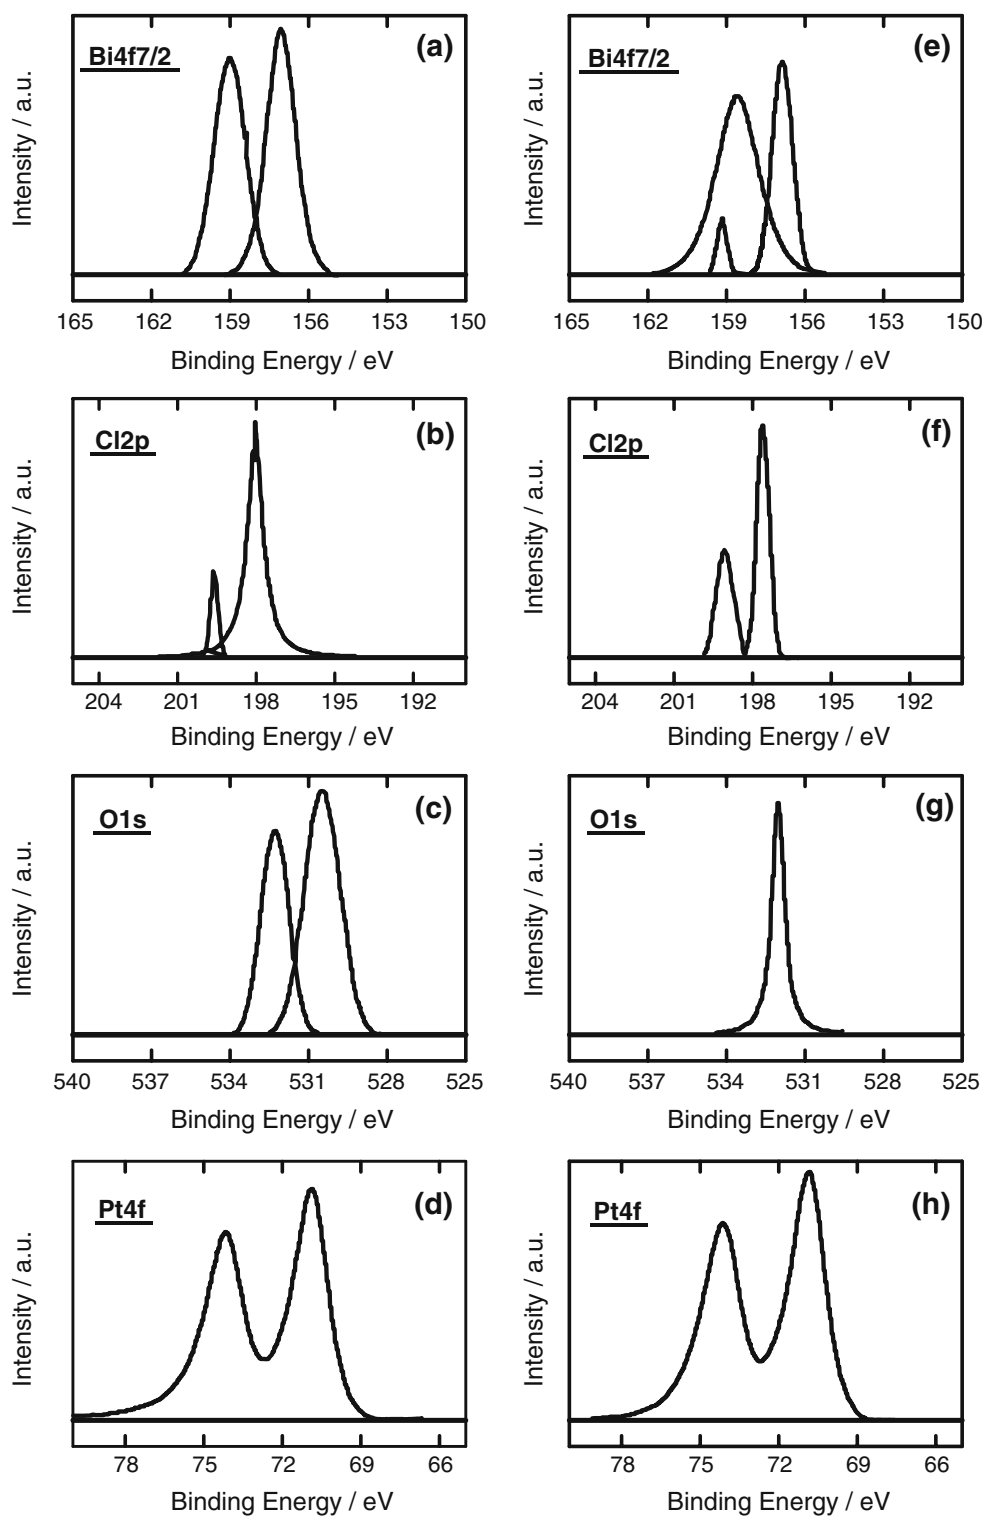 Bi4f7/2
(a)
Intensity / a.u.
165 162 159 156 153 150
Binding Energy / eV
Bi4f7/2
(e)
Intensity / a.u.
165 162 159 156 153 150
Binding Energy / eV
Cl2p
(b)
Intensity / a.u.
204 201 198 195 192
Binding Energy / eV
Cl2p
(f)
Intensity / a.u.
204 201 198 195 192
Binding Energy / eV
O1s
(c)
Intensity / a.u.
540 537 534 531 528 525
Binding Energy / eV
O1s
(g)
Intensity / a.u.
540 537 534 531 528 525
Binding Energy / eV
Pt4f
(d)
Intensity / a.u.
78 75 72 69 66
Binding Energy / eV
Pt4f
(h)
Intensity / a.u.
78 75 72 69 66
Binding Energy / eV